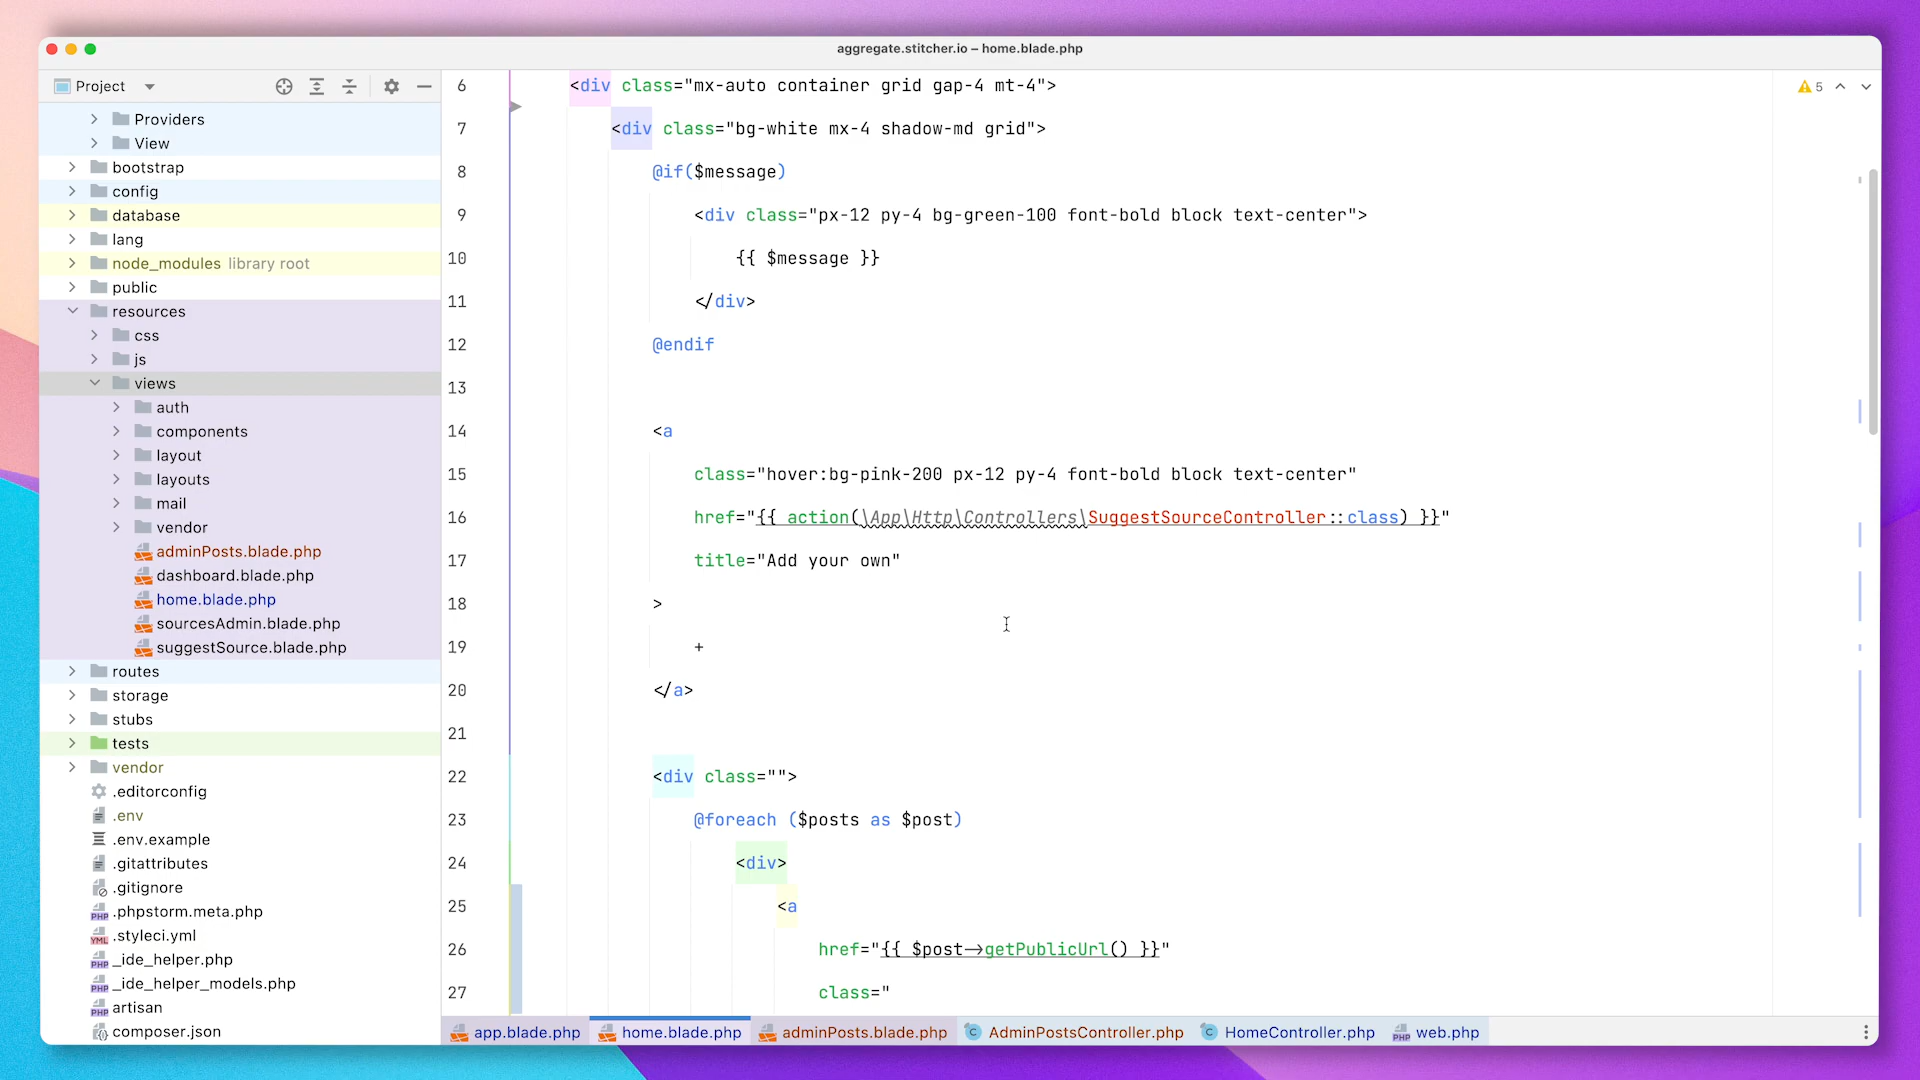 aggregate.stitcher.io – home.blade.php
Project
Providers
View
bootstrap
config
database
lang
node_modules library root
public
resources
css
js
views
auth
components
layout
layouts
mail
vendor
adminPosts.blade.php
dashboard.blade.php
home.blade.php
sourcesAdmin.blade.php
suggestSource.blade.php
routes
storage
stubs
tests
vendor
.editorconfig
.env
.env.example
.gitattributes
.gitignore
.phpstorm.meta.php
.styleci.yml
_ide_helper.php
_ide_helper_models.php
artisan
composer.json
6 <div class="mx-auto container grid gap-4 mt-4">
5
7 <div class="bg-white mx-4 shadow-md grid">
8 @if($message)
9 <div class="px-12 py-4 bg-green-100 font-bold block text-center">
10 {{ $message }}
11 </div>
12 @endif
13
14 <a
15 class="hover:bg-pink-200 px-12 py-4 font-bold block text-center"
16 href="{{ action(\App\Http\Controllers\SuggestSourceController::class) }}"
17 title="Add your own"
18 >
19 +
20 </a>
21
22 <div class="">
23 @foreach ($posts as $post)
24 <div>
25 <a
26 href="{{ $post->getPublicUrl() }}"
27 class="
app.blade.php home.blade.php adminPosts.blade.php AdminPostsController.php HomeController.php web.php